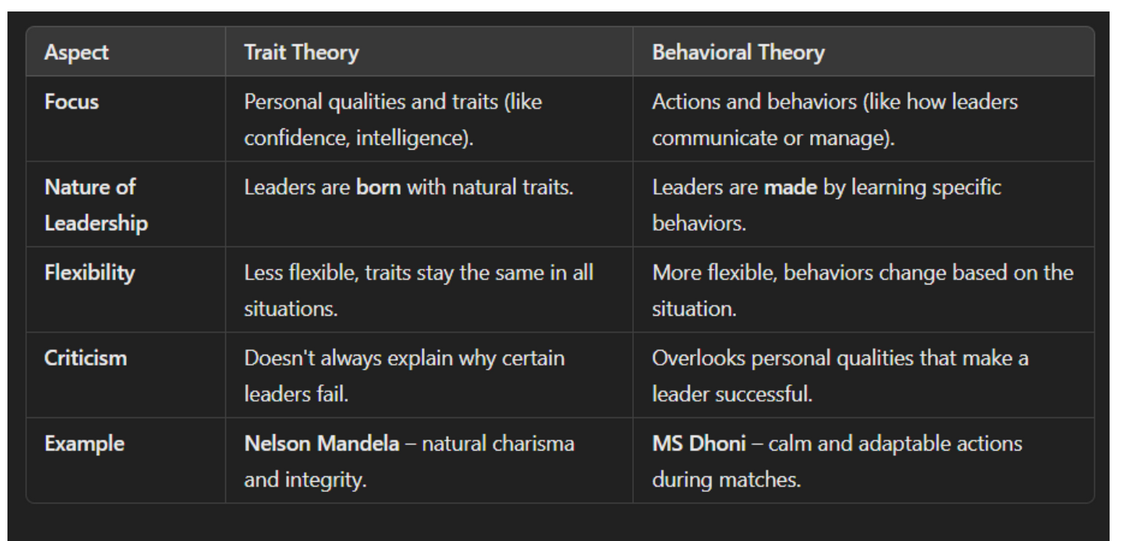 Aspect Trait Theory Behavioral Theory
Focus Personal qualities and traits (like Actions and behaviors (like how leaders
confidence, intelligence). communicate or manage).
Nature of Leaders are born with natural traits. Leaders are made by learning specific
Leadership behaviors.
Flexibility Less flexible, traits stay the same in all More flexible, behaviors change based on the
situations. situation.
Criticism Doesn't always explain why certain Overlooks personal qualities that make a
leaders fail. leader successful.
Example Nelson Mandela – natural charisma MS Dhoni – calm and adaptable actions
and integrity. during matches.